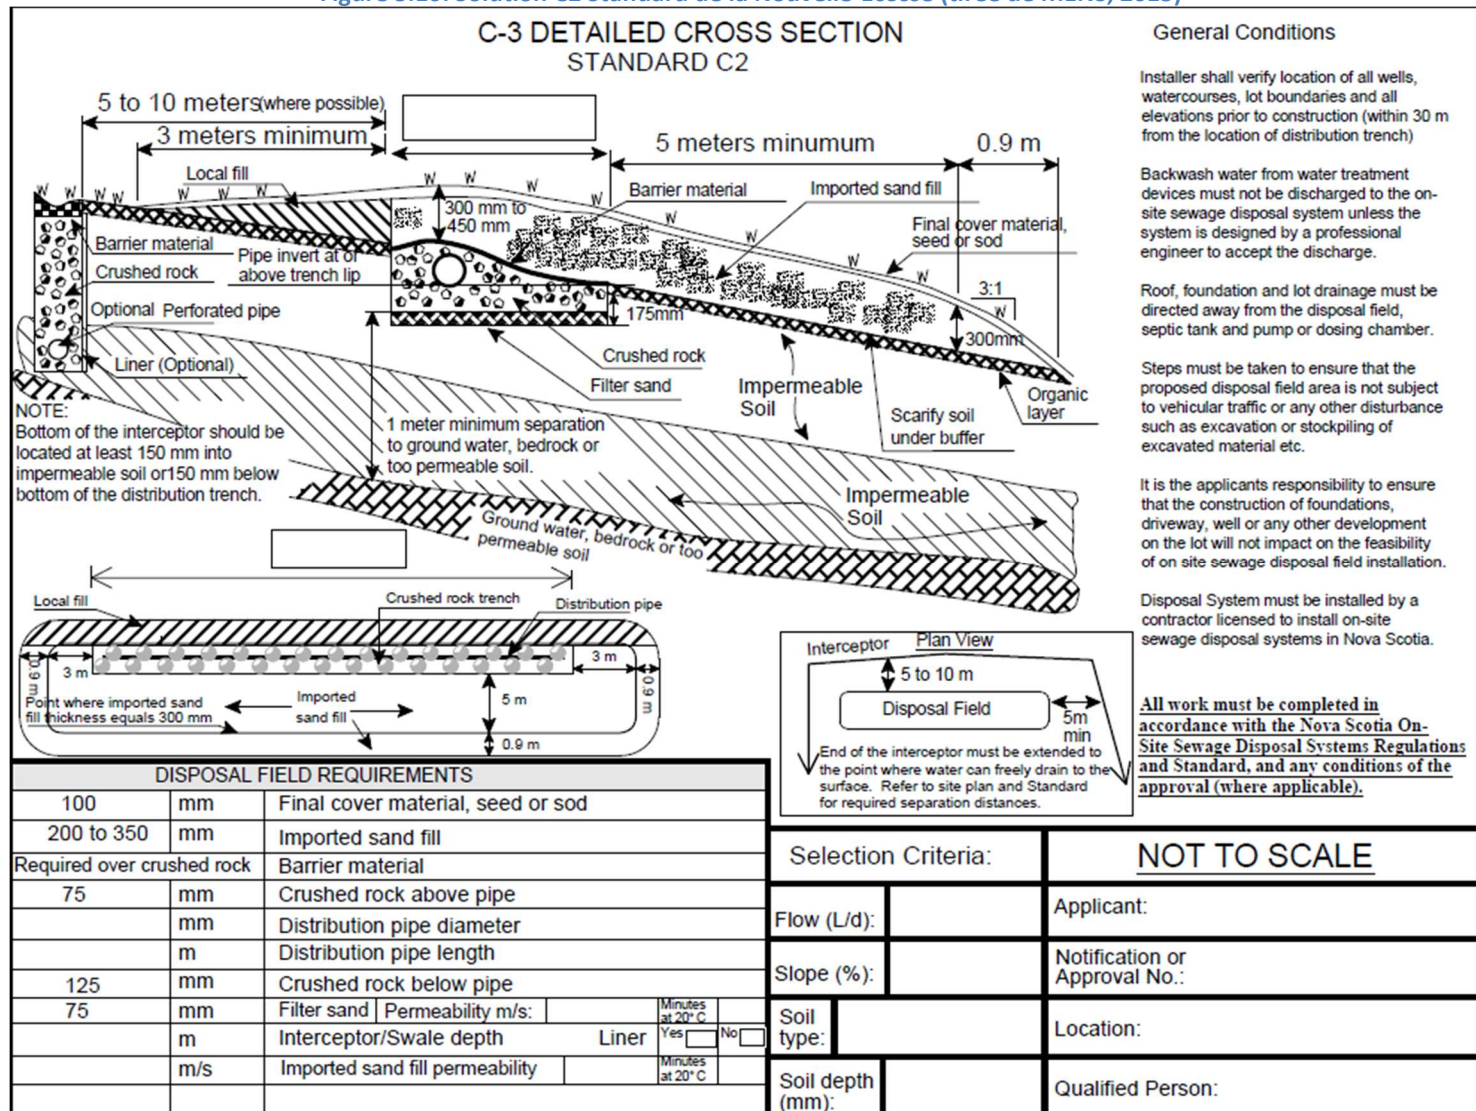 C-3 DETAILED CROSS SECTION
STANDARD C2
5 to 10 meters(where possible)
3 meters minimum
5 meters minumum
0.9 m
Local fill
300 mm to
450 mm
Barrier material
Imported sand fill
Final cover material,
seed or sod
Barrier material
Pipe invert at or
above trench lip
Crushed rock
Optional Perforated pipe
Liner (Optional)
175mm
3:1
300mm
Crushed rock
Filter sand
Impermeable
Soil
Scarify soil
under buffer
Organic
layer
NOTE:
Bottom of the interceptor should be
located at least 150 mm into
impermeable soil or150 mm below
bottom of the distribution trench.
1 meter minimum separation
to ground water, bedrock or
too permeable soil.
Impermeable
Soil
Ground water, bedrock or too
permeable soil
Local fill
Crushed rock trench
Distribution pipe
0.9 m
3 m
3 m
0.9 m
Point where imported sand
fill thickness equals 300 mm
Imported
sand fill
5 m
0.9 m
Interceptor
Plan View
5 to 10 m
Disposal Field
5m
min
End of the interceptor must be extended to
the point where water can freely drain to the
surface. Refer to site plan and Standard
for required separation distances.
General Conditions
Installer shall verify location of all wells,
watercourses, lot boundaries and all
elevations prior to construction (within 30 m
from the location of distribution trench)
Backwash water from water treatment
devices must not be discharged to the on-
site sewage disposal system unless the
system is designed by a professional
engineer to accept the discharge.
Roof, foundation and lot drainage must be
directed away from the disposal field,
septic tank and pump or dosing chamber.
Steps must be taken to ensure that the
proposed disposal field area is not subject
to vehicular traffic or any other disturbance
such as excavation or stockpiling of
excavated material etc.
It is the applicants responsibility to ensure
that the construction of foundations,
driveway, well or any other development
on the lot will not impact on the feasibility
of on site sewage disposal field installation.
Disposal System must be installed by a
contractor licensed to install on-site
sewage disposal systems in Nova Scotia.
All work must be completed in
accordance with the Nova Scotia On-
Site Sewage Disposal Systems Regulations
and Standard, and any conditions of the
approval (where applicable).
DISPOSAL FIELD REQUIREMENTS
100 mm Final cover material, seed or sod
200 to 350 mm Imported sand fill
Required over crushed rock Barrier material
75 mm Crushed rock above pipe
mm Distribution pipe diameter
m Distribution pipe length
125 mm Crushed rock below pipe
75 mm Filter sand Permeability m/s: Minutes at 20° C
m Interceptor/Swale depth Liner Yes No
m/s Imported sand fill permeability Minutes at 20° C
Selection Criteria:
NOT TO SCALE
Flow (L/d):
Applicant:
Slope (%):
Notification or
Approval No.:
Soil
type:
Location:
Soil depth
(mm):
Qualified Person: